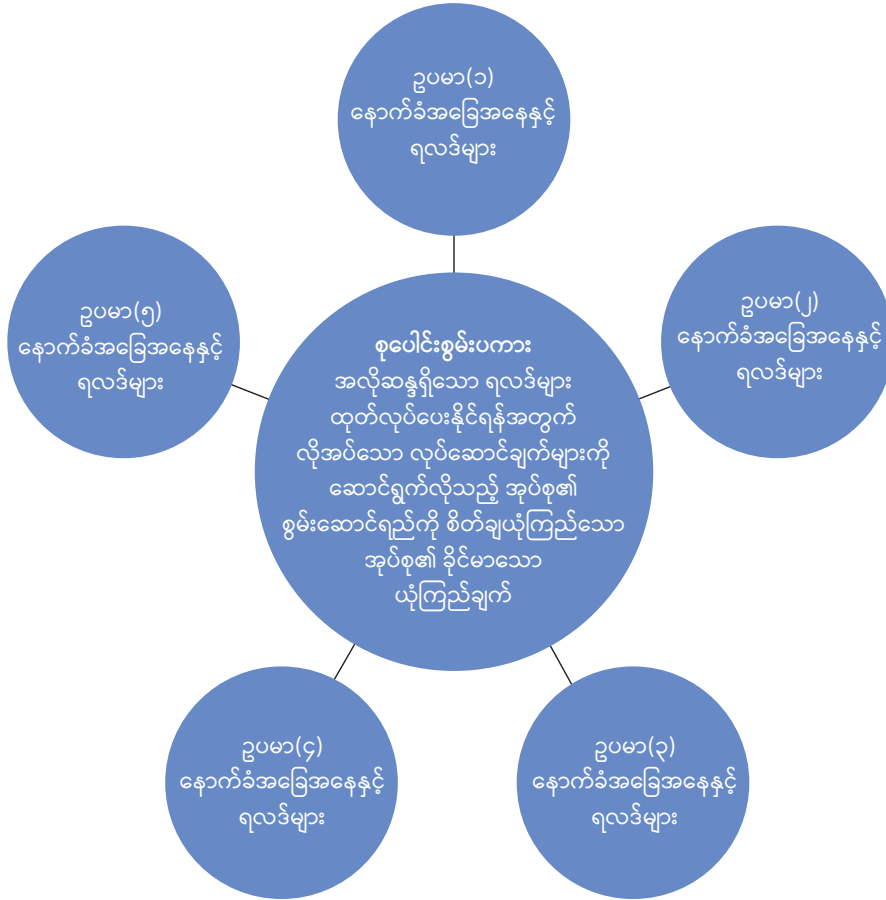 ဥပမာ(၁)
နောက်ခံအခြေအနေနှင့်
ရလဒ်များ
ဥပမာ(၂)
နောက်ခံအခြေအနေနှင့်
ရလဒ်များ
ဥပမာ(၅)
နောက်ခံအခြေအနေနှင့်
ရလဒ်များ
စုပေါင်းစွမ်းပကား
အလိုဆန္ဒရှိသော ရလဒ်များ
ထုတ်လုပ်ပေးနိုင်ရန်အတွက်
လိုအပ်သော လုပ်ဆောင်ချက်များကို
ဆောင်ရွက်လိုသည့် အုပ်စု၏
စွမ်းဆောင်ရည်ကို စိတ်ချယုံကြည်သော
အုပ်စု၏ ခိုင်မာသော
ယုံကြည်ချက်
ဥပမာ(၄)
နောက်ခံအခြေအနေနှင့်
ရလဒ်များ
ဥပမာ(၃)
နောက်ခံအခြေအနေနှင့်
ရလဒ်များ